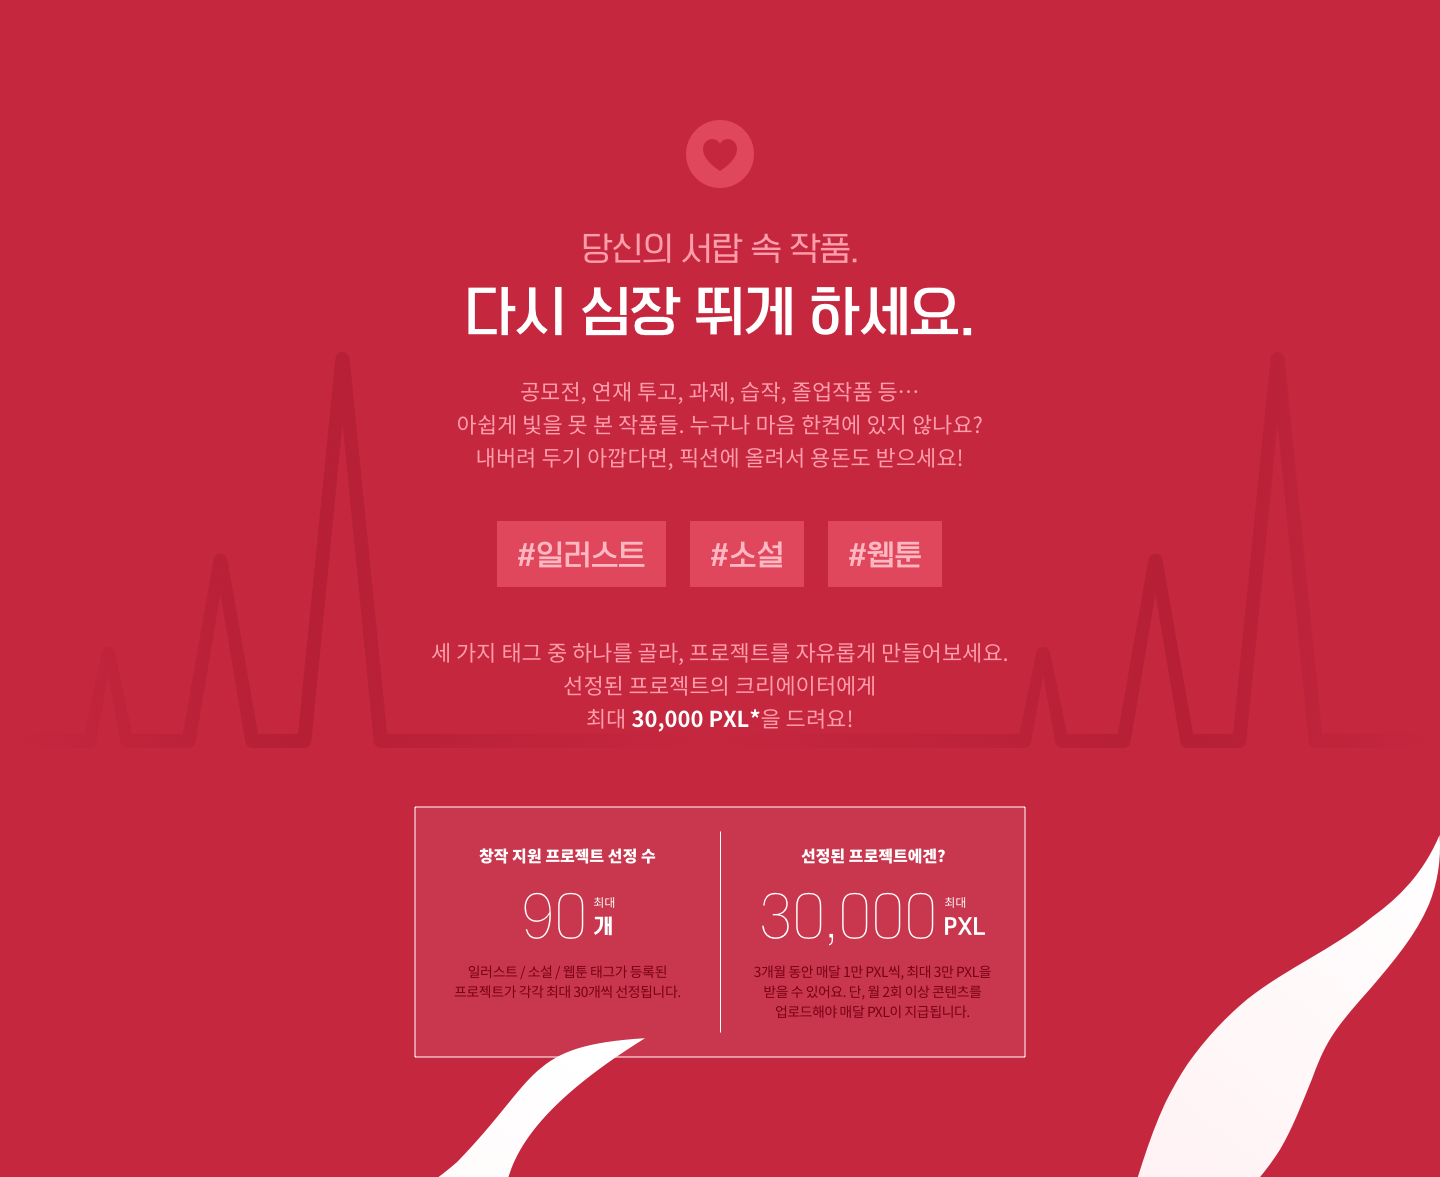 당신의 서랍 속 작품.
다시 심장 뛰게 하세요.
공모전, 연재 투고, 과제, 습작, 졸업작품 등…
아쉽게 빛을 못 본 작품들. 누구나 마음 한켠에 있지 않나요?
내버려 두기 아깝다면, 픽션에 올려서 용돈도 받으세요!
#일러스트 #소설 #웹툰
세 가지 태그 중 하나를 골라, 프로젝트를 자유롭게 만들어보세요.
선정된 프로젝트의 크리에이터에게
최대 30,000 PXL*을 드려요!
창작 지원 프로젝트 선정 수
90 최대 개
일러스트 / 소설 / 웹툰 태그가 등록된
프로젝트가 각각 최대 30개씩 선정됩니다.
선정된 프로젝트에겐?
30,000 최대 PXL
3개월 동안 매달 1만 PXL씩, 최대 3만 PXL을
받을 수 있어요. 단, 월 2회 이상 콘텐츠를
업로드해야 매달 PXL이 지급됩니다.